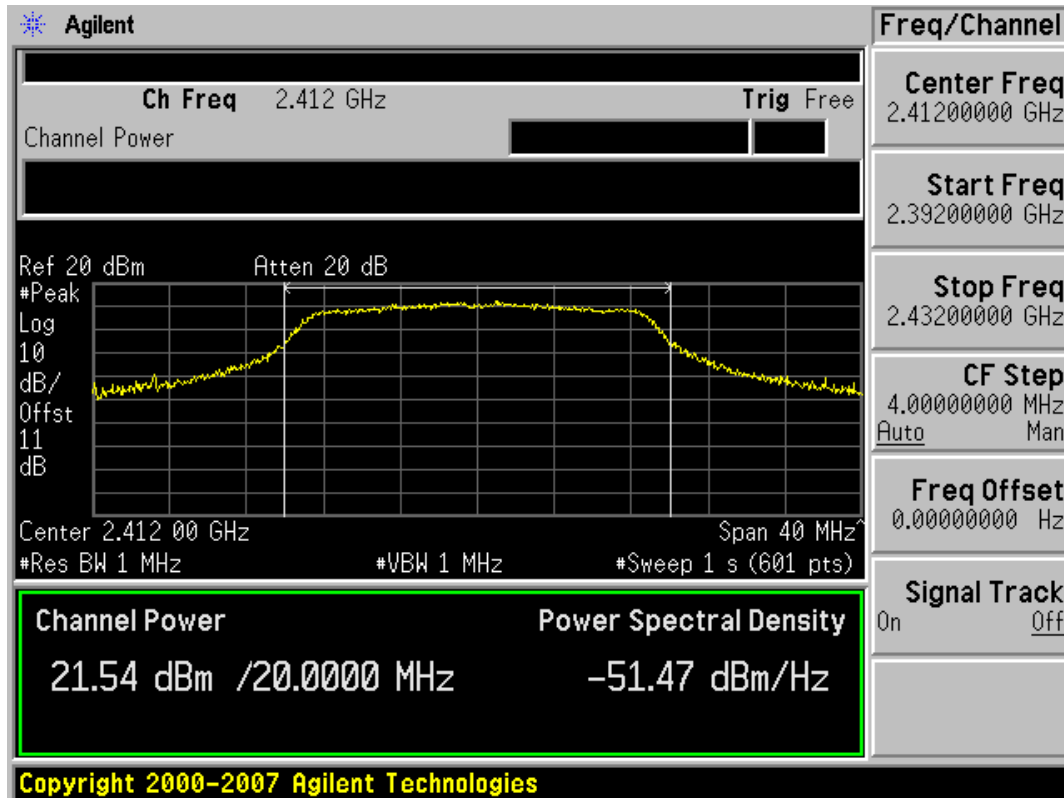 Agilent
Freq/Channel
Ch Freq 2.412 GHz Trig Free
Channel Power
Ref 20 dBm Atten 20 dB
#Peak
Log
10
dB/
Offst
11
dB
Center 2.412 00 GHz Span 40 MHz^
#Res BW 1 MHz #VBW 1 MHz #Sweep 1 s (601 pts)
Channel Power Power Spectral Density
21.54 dBm /20.0000 MHz -51.47 dBm/Hz
Center Freq
2.41200000 GHz
Start Freq
2.39200000 GHz
Stop Freq
2.43200000 GHz
CF Step
4.00000000 MHz
Auto Man
Freq Offset
0.00000000 Hz
Signal Track
On Off
Copyright 2000-2007 Agilent Technologies